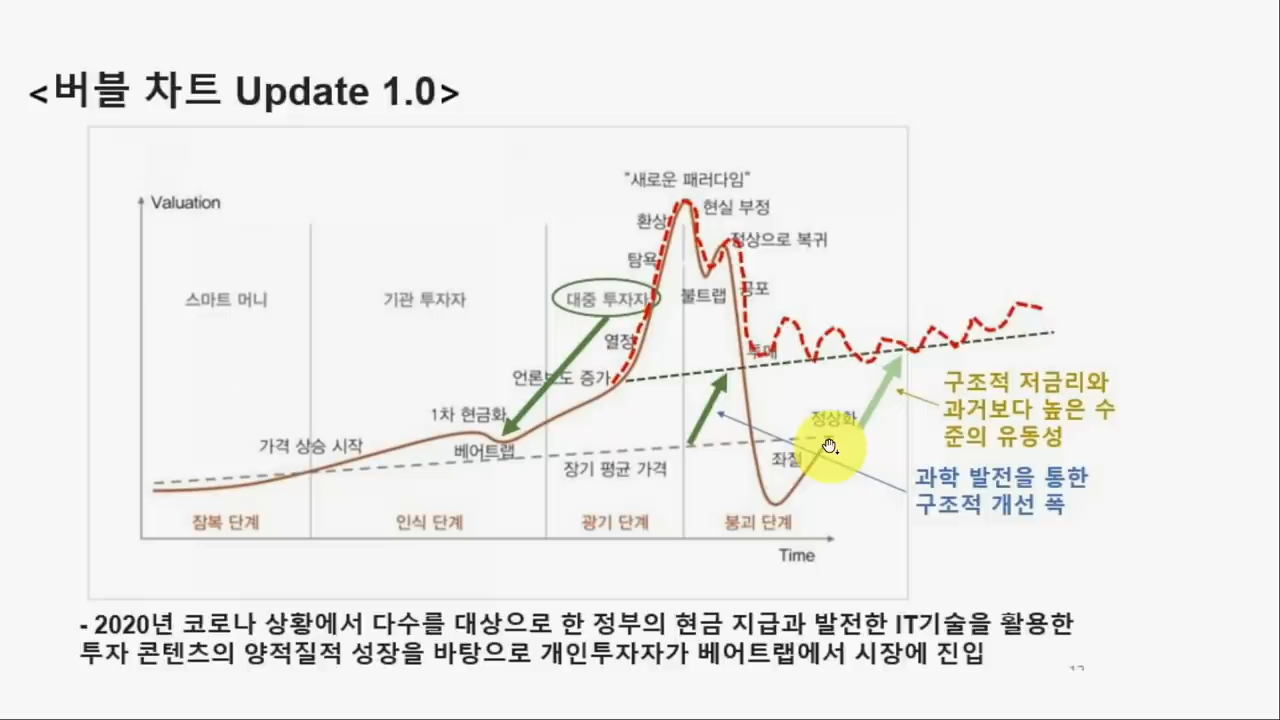 <버블 차트 Update 1.0>
"새로운 패러다임"
Valuation
현실 부정
환상
정상으로 복귀
탐욕
스마트 머니
기관 투자자
대중 투자자
불트랩
공포
열정
투매
언론보도 증가
구조적 저금리와
과거보다 높은 수
준의 유동성
1차 현금화
정상화
가격 상승 시작
베어트랩
장기 평균 가격
좌절
과학 발전을 통한
구조적 개선 폭
잠복 단계
인식 단계
광기 단계
붕괴 단계
Time
- 2020년 코로나 상황에서 다수를 대상으로 한 정부의 현금 지급과 발전한 IT기술을 활용한
투자 콘텐츠의 양적질적 성장을 바탕으로 개인투자자가 베어트랩에서 시장에 진입